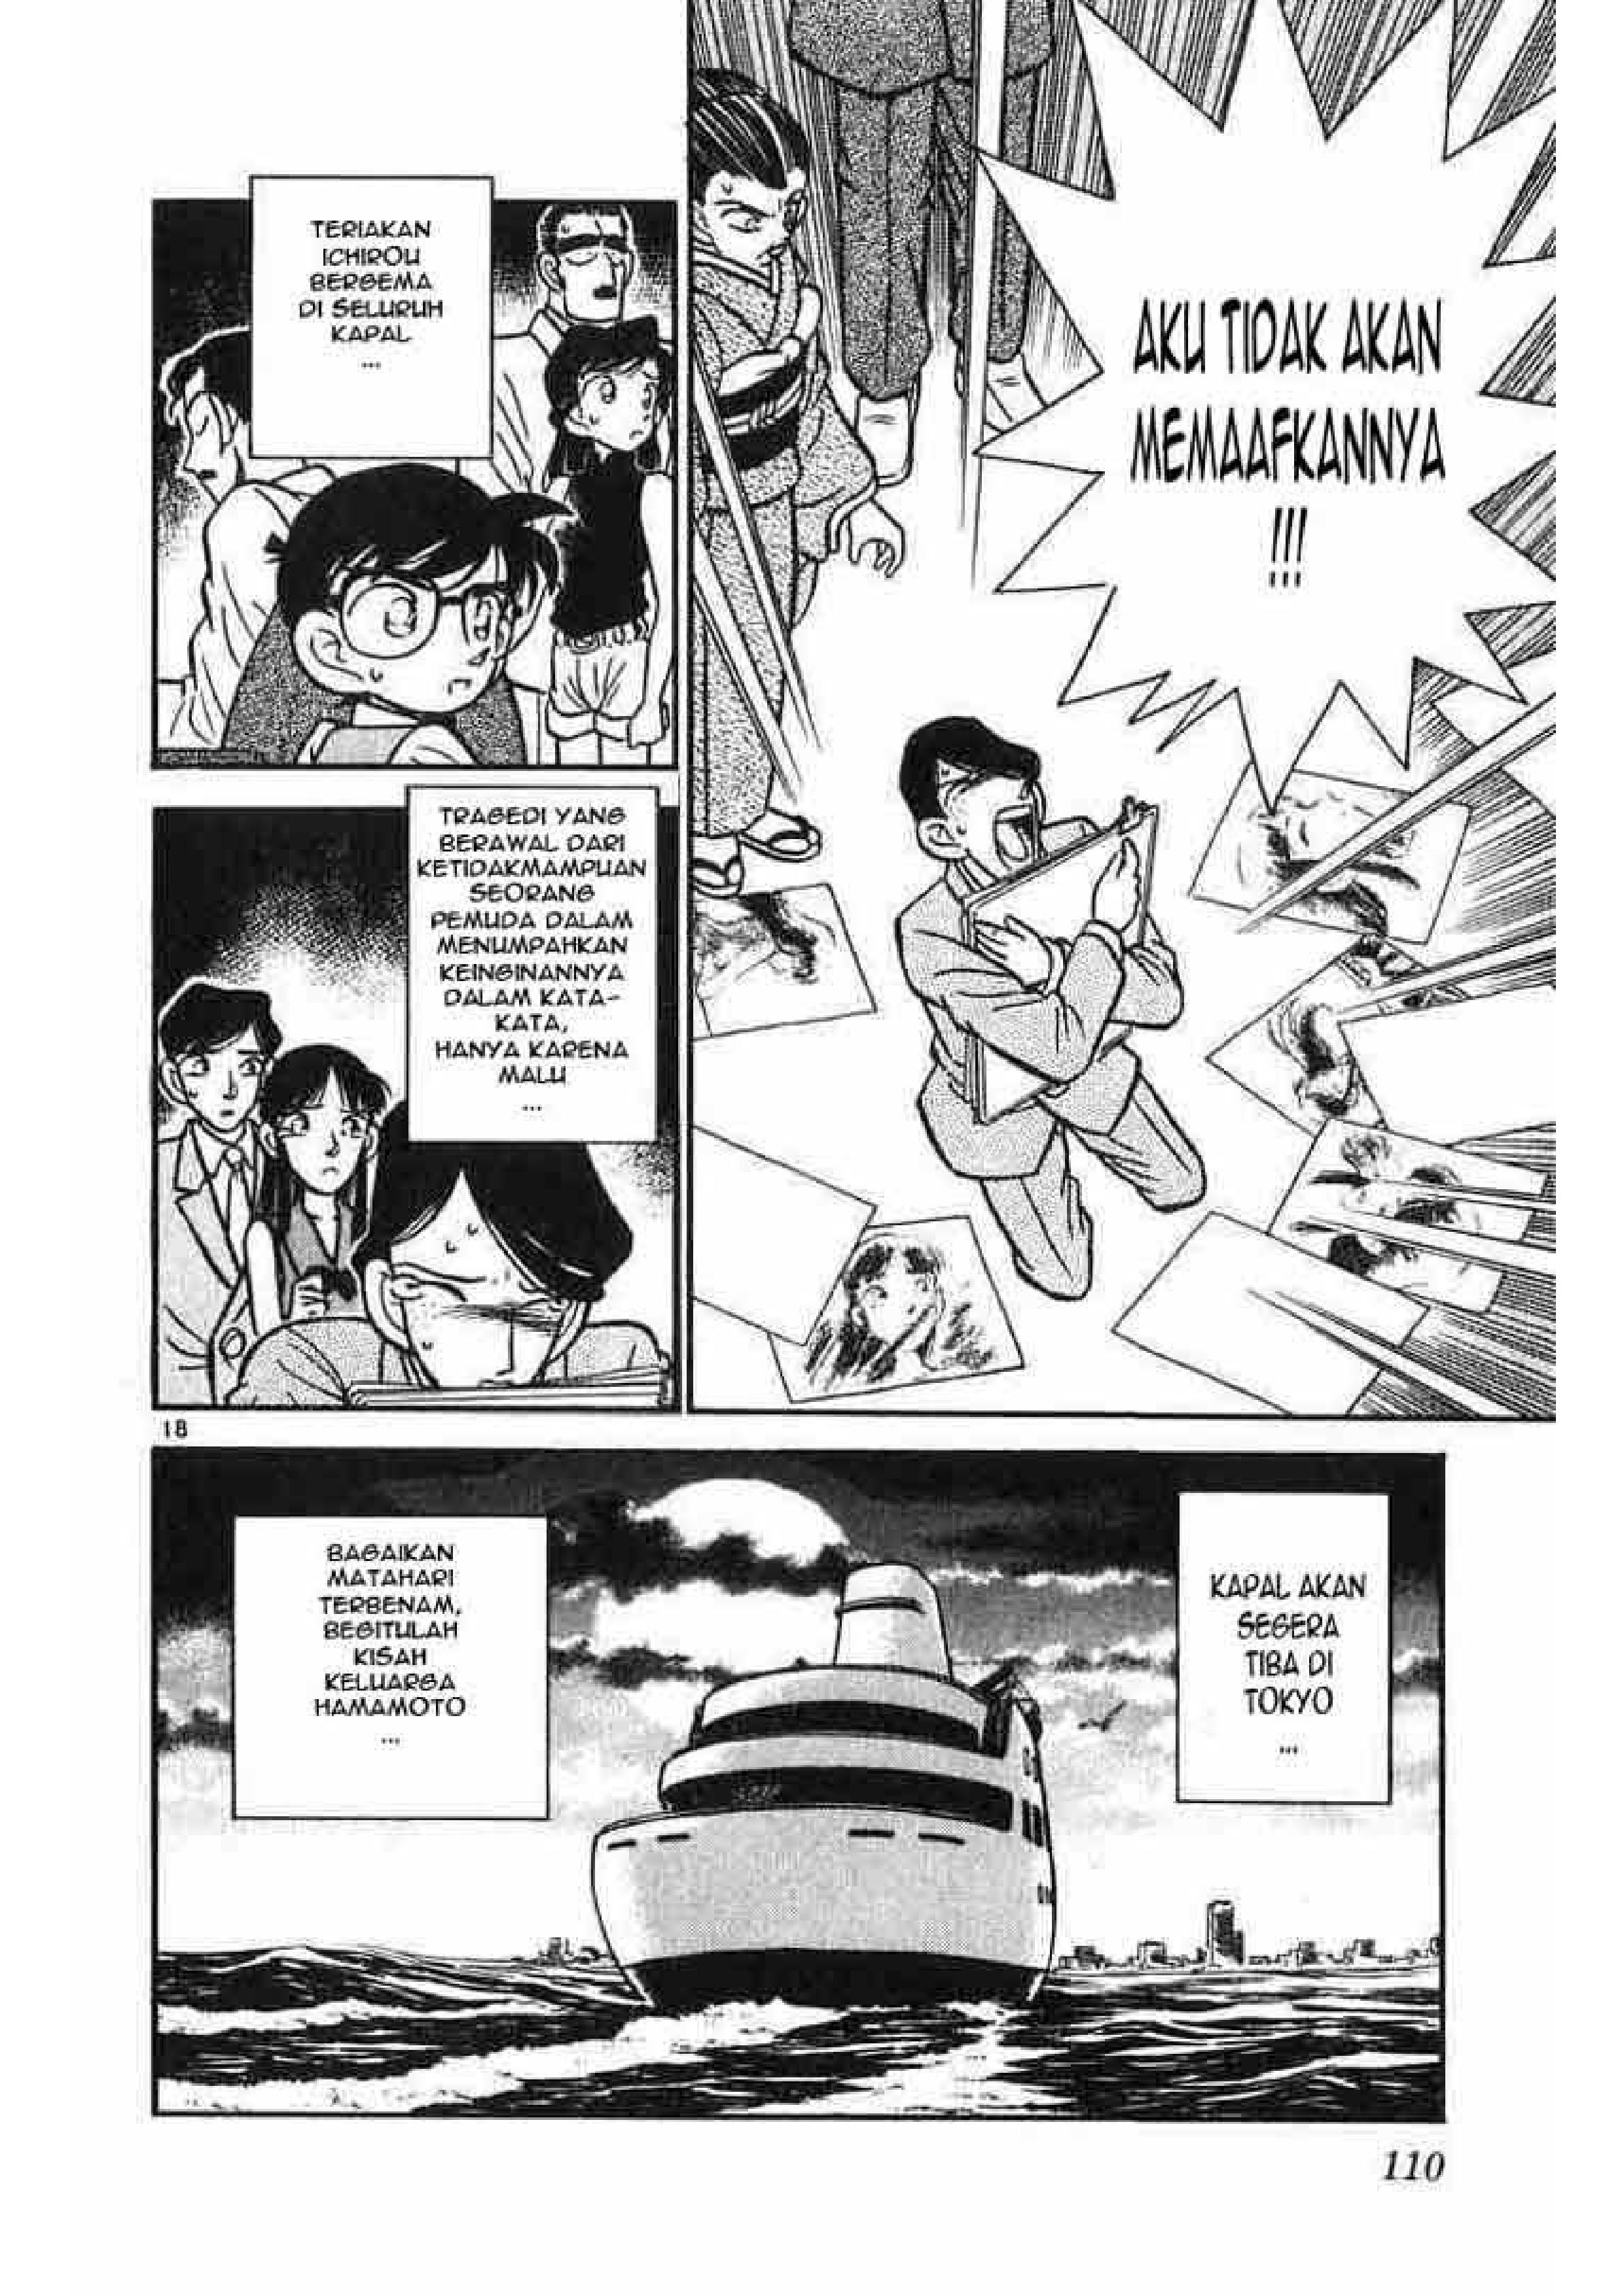 AKU TIDAK AKAN
MEMAAFKANNYA
!!!
TERIAKAN
ICHIROU
BERGEMA
DI SELURUH
KAPAL
...
TRAGEDI YANG
BERAWAL DARI
KETIDAKMAMPUAN
SEORANG
PEMUDA DALAM
MENUMPAHKAN
KEINGINANNYA
DALAM KATA-
KATA,
HANYA KARENA
MALU
...
18
KAPAL AKAN
SEGERA
TIBA DI
TOKYO
...
BAGAIKAN
MATAHARI
TERBENAM,
BEGITULAH
KISAH
KELUARGA
HAMAMOTO
...
110